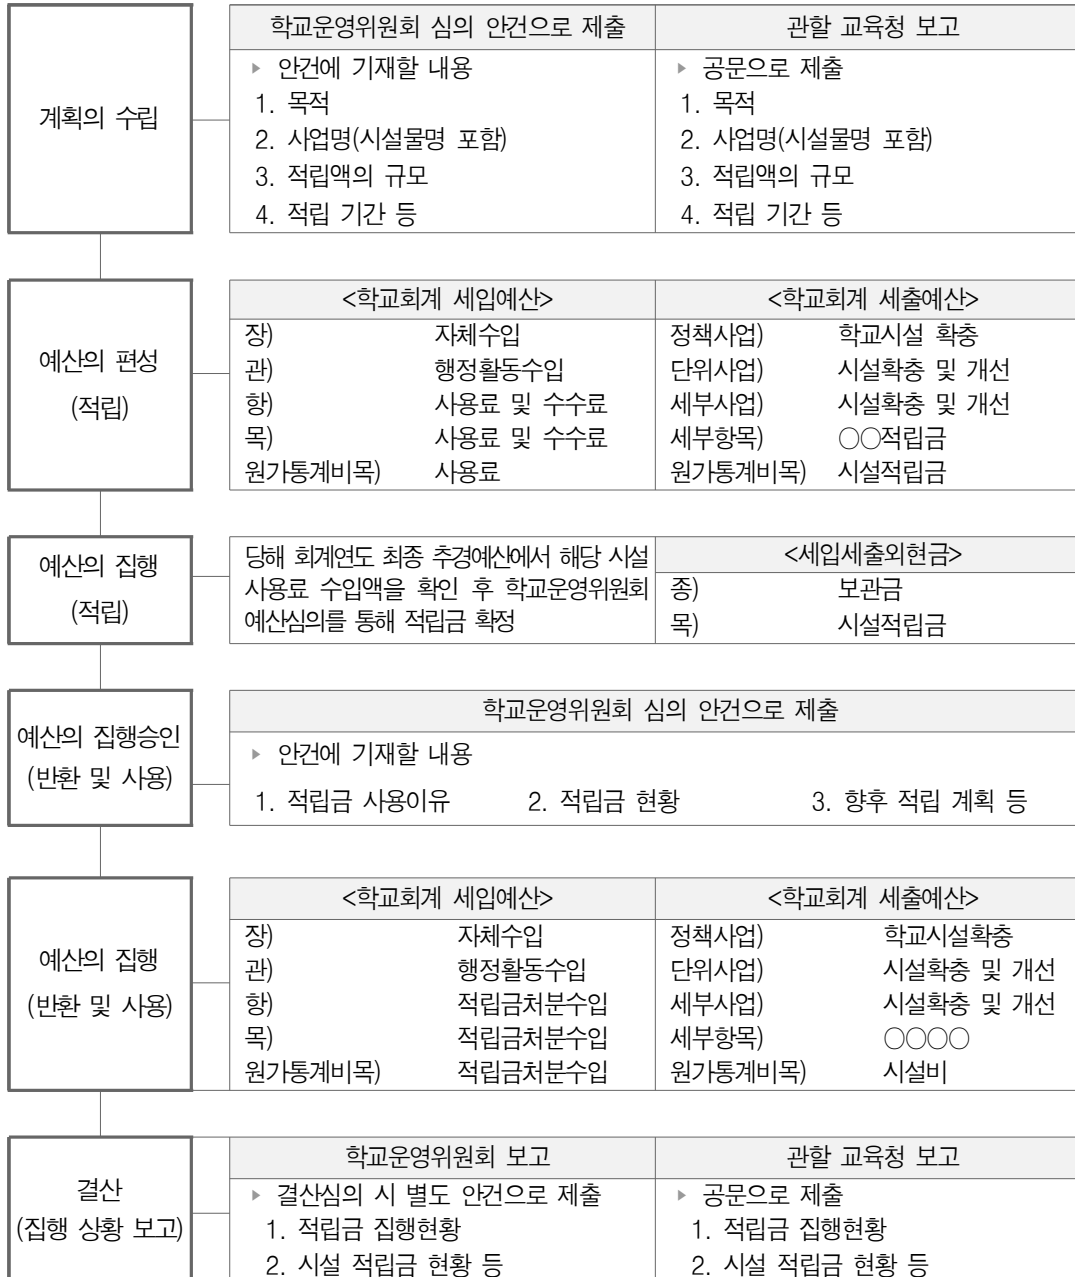 계획의 수립
학교운영위원회 심의 안건으로 제출
▸ 안건에 기재할 내용
1. 목적
2. 사업명(시설물명 포함)
3. 적립액의 규모
4. 적립 기간 등
관할 교육청 보고
▸ 공문으로 제출
1. 목적
2. 사업명(시설물명 포함)
3. 적립액의 규모
4. 적립 기간 등
예산의 편성
(적립)
<학교회계 세입예산>
장) 자체수입
관) 행정활동수입
항) 사용료 및 수수료
목) 사용료 및 수수료
원가통계비목) 사용료
<학교회계 세출예산>
정책사업) 학교시설 확충
단위사업) 시설확충 및 개선
세부사업) 시설확충 및 개선
세부항목) ○○적립금
원가통계비목) 시설적립금
예산의 집행
(적립)
당해 회계연도 최종 추경예산에서 해당 시설
사용료 수입액을 확인 후 학교운영위원회
예산심의를 통해 적립금 확정
<세입세출외현금>
종) 보관금
목) 시설적립금
예산의 집행승인
(반환 및 사용)
학교운영위원회 심의 안건으로 제출
▸ 안건에 기재할 내용
1. 적립금 사용이유 2. 적립금 현황 3. 향후 적립 계획 등
예산의 집행
(반환 및 사용)
<학교회계 세입예산>
장) 자체수입
관) 행정활동수입
항) 적립금처분수입
목) 적립금처분수입
원가통계비목) 적립금처분수입
<학교회계 세출예산>
정책사업) 학교시설확충
단위사업) 시설확충 및 개선
세부사업) 시설확충 및 개선
세부항목) ○○○○
원가통계비목) 시설비
결산
(집행 상황 보고)
학교운영위원회 보고
▸ 결산심의 시 별도 안건으로 제출
1. 적립금 집행현황
2. 시설 적립금 현황 등
관할 교육청 보고
▸ 공문으로 제출
1. 적립금 집행현황
2. 시설 적립금 현황 등